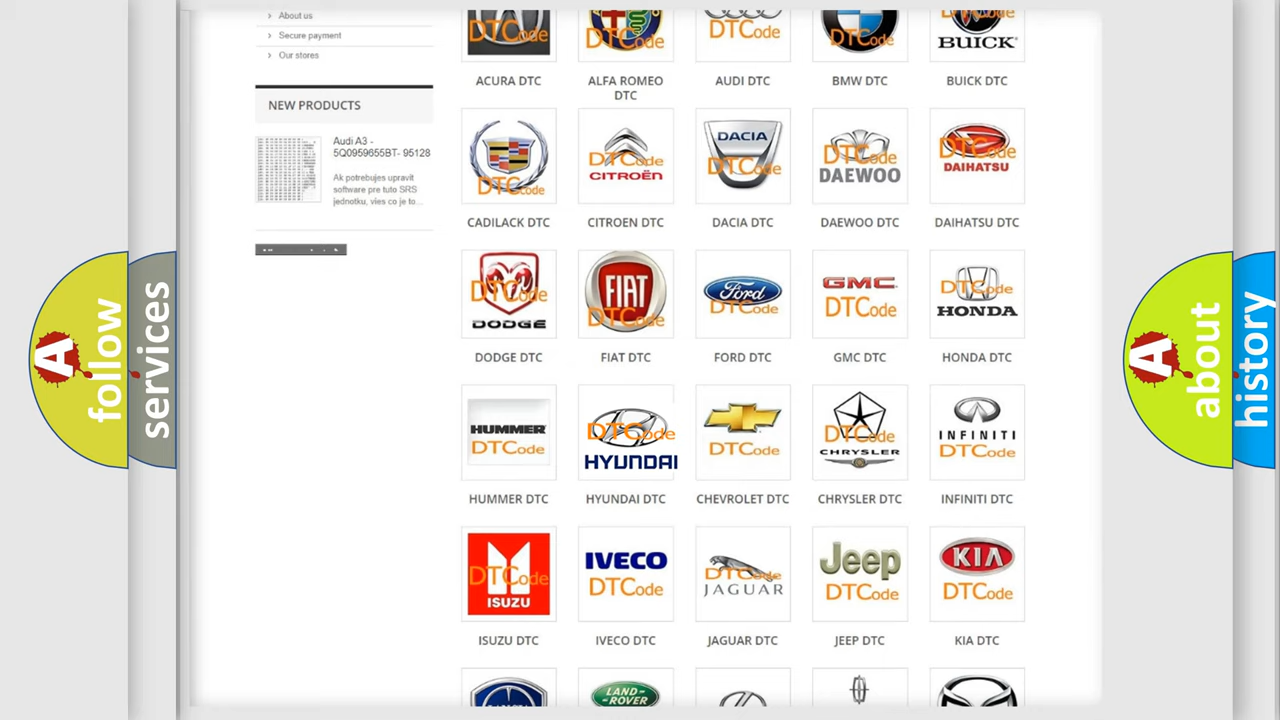 About us
Secure payment
Our stores
NEW PRODUCTS
Audi A3 -
5Q0959655BT- 95128
Ak potrebujes upravit
software pre tuto SRS
jednotku, vies co je to...
DTCode
DTCode
DTCode
DTCode
BUICK
ACURA DTC
ALFA ROMEO
DTC
AUDI DTC
BMW DTC
BUICK DTC
DTCode
DTCode
CITROËN
DACIA
DTCode
DTCode
DAEWOO
DTCode
DAIHATSU
CADILACK DTC
CITROEN DTC
DACIA DTC
DAEWOO DTC
DAIHATSU DTC
DTCode
DODGE
FIAT
DTCode
Ford
DTCode
GMC
DTCode
DTCode
HONDA
DODGE DTC
FIAT DTC
FORD DTC
GMC DTC
HONDA DTC
HUMMER
DTCode
DTCode
HYUNDAI
DTCode
DTCode
CHRYSLER
INFINITI
DTCode
HUMMER DTC
HYUNDAI DTC
CHEVROLET DTC
CHRYSLER DTC
INFINITI DTC
DTCode
ISUZU
IVECO
DTCode
DTCode
JAGUAR
Jeep
DTCode
KIA
DTCode
ISUZU DTC
IVECO DTC
JAGUAR DTC
JEEP DTC
KIA DTC
LAND-
ROVER
A follow
services
A about
history